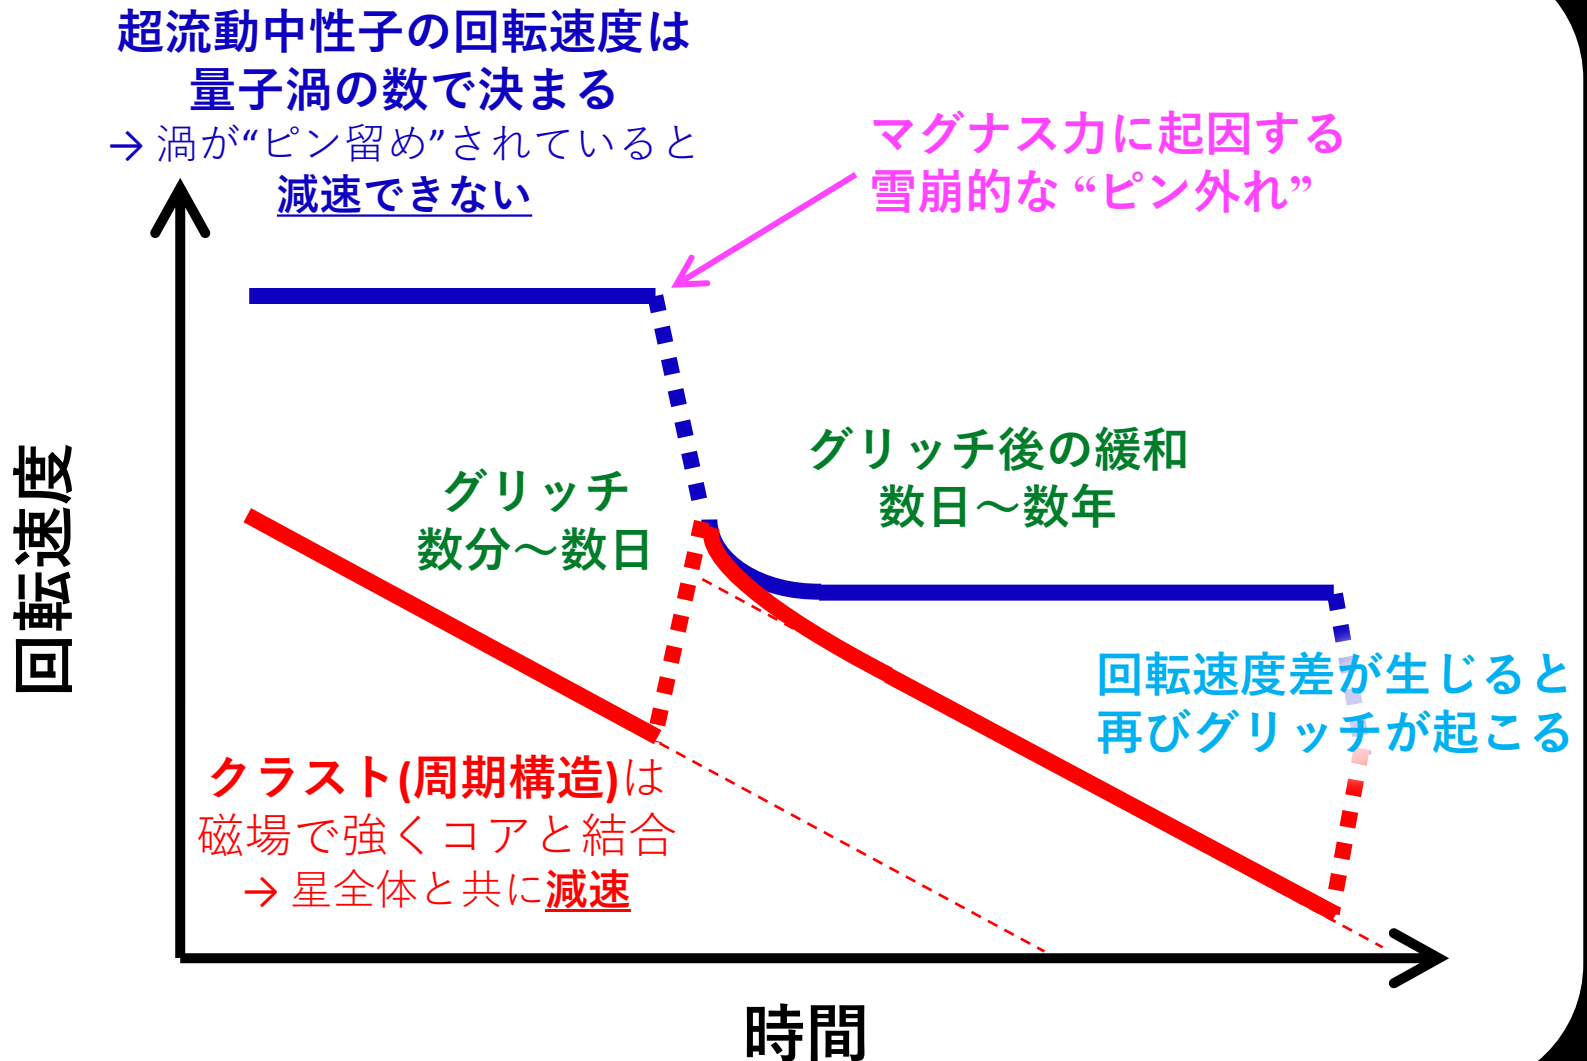 超流動中性子の回転速度は
量子渦の数で決まる
→ 渦が“ピン留め”されていると
減速できない
マグナス力に起因する
雪崩的な “ピン外れ”
グリッチ後の緩和
数日～数年
グリッチ
数分～数日
回転速度
回転速度差が生じると
再びグリッチが起こる
クラスト(周期構造)は
磁場で強くコアと結合
→ 星全体と共に減速
時間